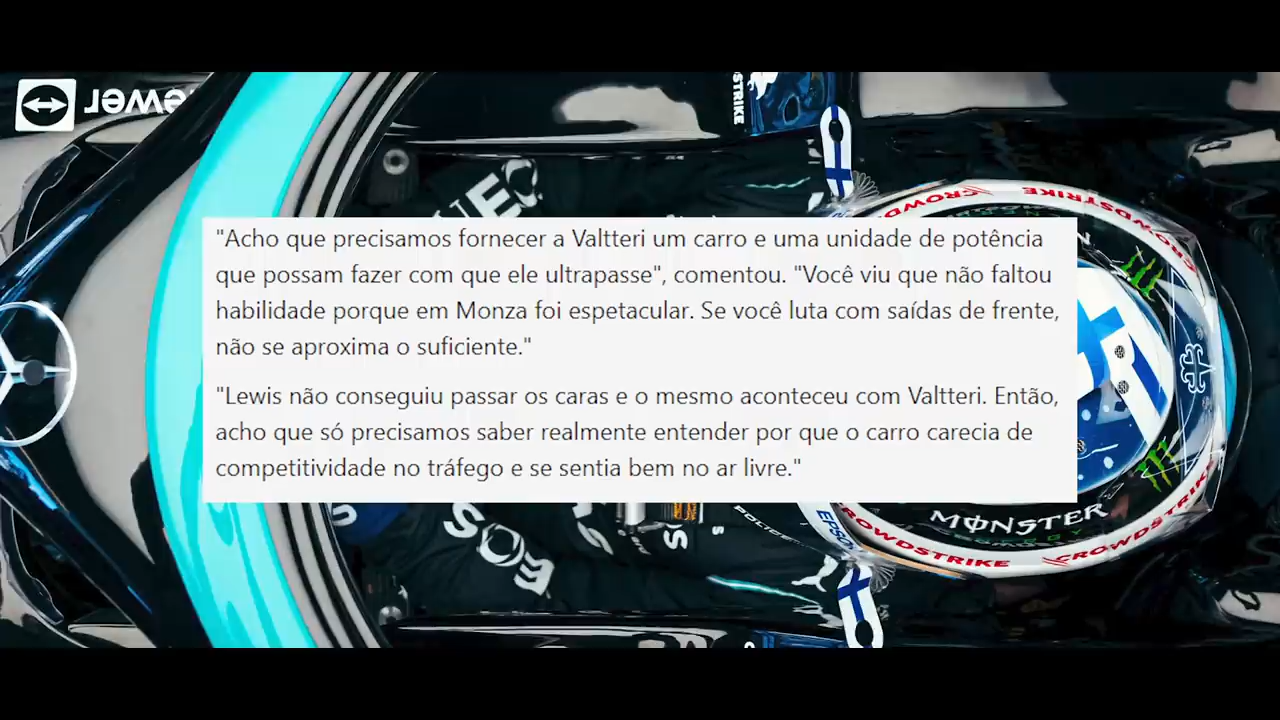 "Acho que precisamos fornecer a Valtteri um carro e uma unidade de potência
que possam fazer com que ele ultrapasse", comentou. "Você viu que não faltou
habilidade porque em Monza foi espetacular. Se você luta com saídas de frente,
não se aproxima o suficiente."
"Lewis não conseguiu passar os caras e o mesmo aconteceu com Valtteri. Então,
acho que só precisamos saber realmente entender por que o carro carecia de
competitividade no tráfego e se sentia bem no ar livre."
STRIKE
CROWDSTRIKE
CROWDSTRIKE
MONSTER
EPSO
POLICE
CROWDSTRIKE